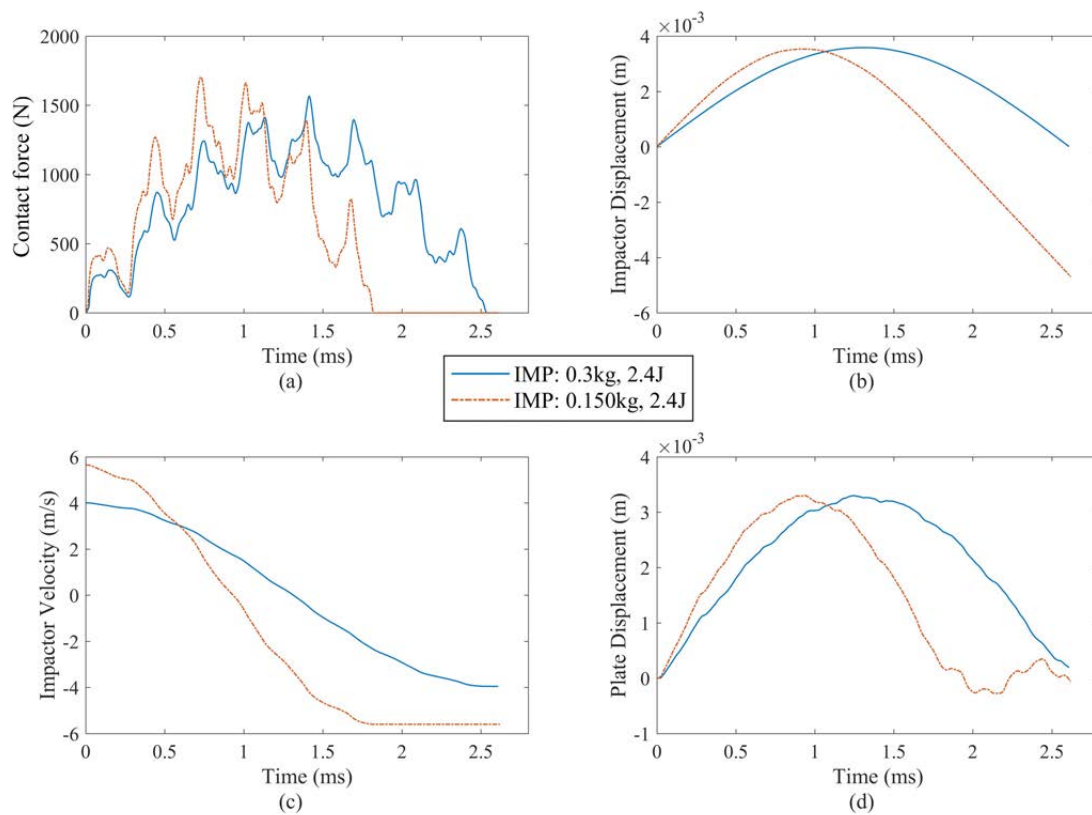 2000
1500
1000
500
0
Contact force (N)
0 0.5 1 1.5 2 2.5
Time (ms)
(a)
×10-3
4
2
0
-2
-4
-6
Impactor Displacement (m)
0 0.5 1 1.5 2 2.5
Time (ms)
(b)
IMP: 0.3kg, 2.4J
IMP: 0.150kg, 2.4J
6
4
2
0
-2
-4
-6
Impactor Velocity (m/s)
0 0.5 1 1.5 2 2.5
Time (ms)
(c)
×10-3
4
3
2
1
0
-1
Plate Displacement (m)
0 0.5 1 1.5 2 2.5
Time (ms)
(d)